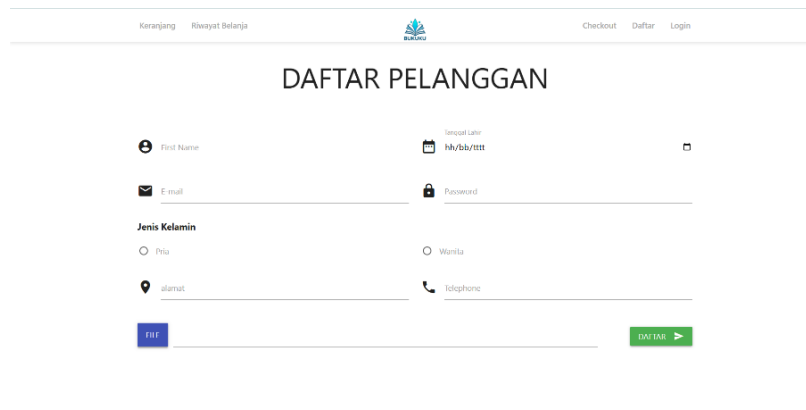 Keranjang Riwayat Belanja BUKUKU Checkout Daftar Login
DAFTAR PELANGGAN
Tanggal Lahir
First Name hh/bb/tttt
E-mail Password
Jenis Kelamin
Pria Wanita
alamat Telephone
FILE DAFTAR